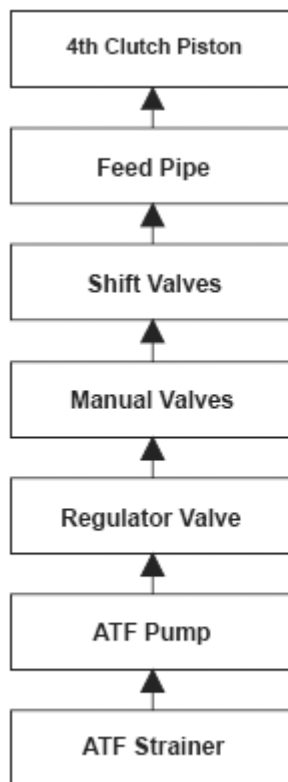 4th Clutch Piston
Feed Pipe
Shift Valves
Manual Valves
Regulator Valve
ATF Pump
ATF Strainer